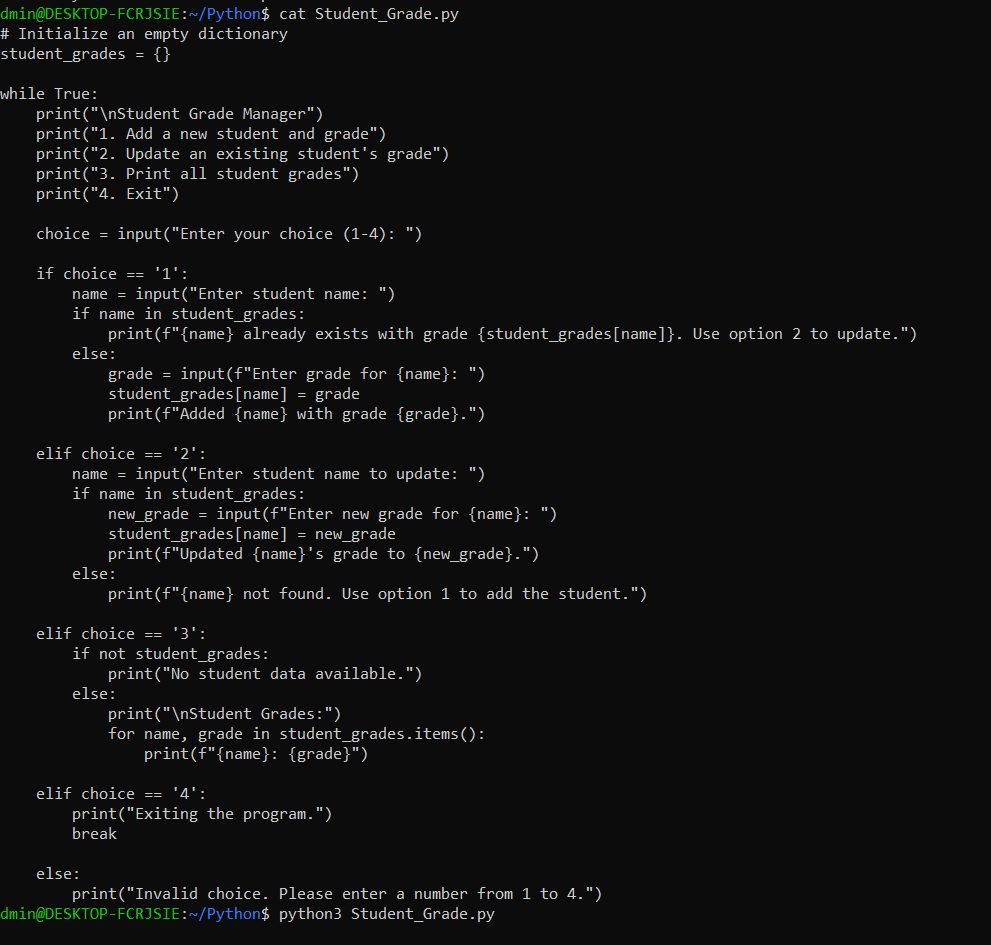 dmin@DESKTOP-FCRJSIE:~/Python$ cat Student_Grade.py
# Initialize an empty dictionary
student_grades = {}

while True:
    print("\nStudent Grade Manager")
    print("1. Add a new student and grade")
    print("2. Update an existing student's grade")
    print("3. Print all student grades")
    print("4. Exit")

    choice = input("Enter your choice (1-4): ")

    if choice == '1':
        name = input("Enter student name: ")
        if name in student_grades:
            print(f"{name} already exists with grade {student_grades[name]}. Use option 2 to update.")
        else:
            grade = input(f"Enter grade for {name}: ")
            student_grades[name] = grade
            print(f"Added {name} with grade {grade}.")

    elif choice == '2':
        name = input("Enter student name to update: ")
        if name in student_grades:
            new_grade = input(f"Enter new grade for {name}: ")
            student_grades[name] = new_grade
            print(f"Updated {name}'s grade to {new_grade}.")
        else:
            print(f"{name} not found. Use option 1 to add the student.")

    elif choice == '3':
        if not student_grades:
            print("No student data available.")
        else:
            print("\nStudent Grades:")
            for name, grade in student_grades.items():
                print(f"{name}: {grade}")

    elif choice == '4':
        print("Exiting the program.")
        break

    else:
        print("Invalid choice. Please enter a number from 1 to 4.")
dmin@DESKTOP-FCRJSIE:~/Python$ python3 Student_Grade.py